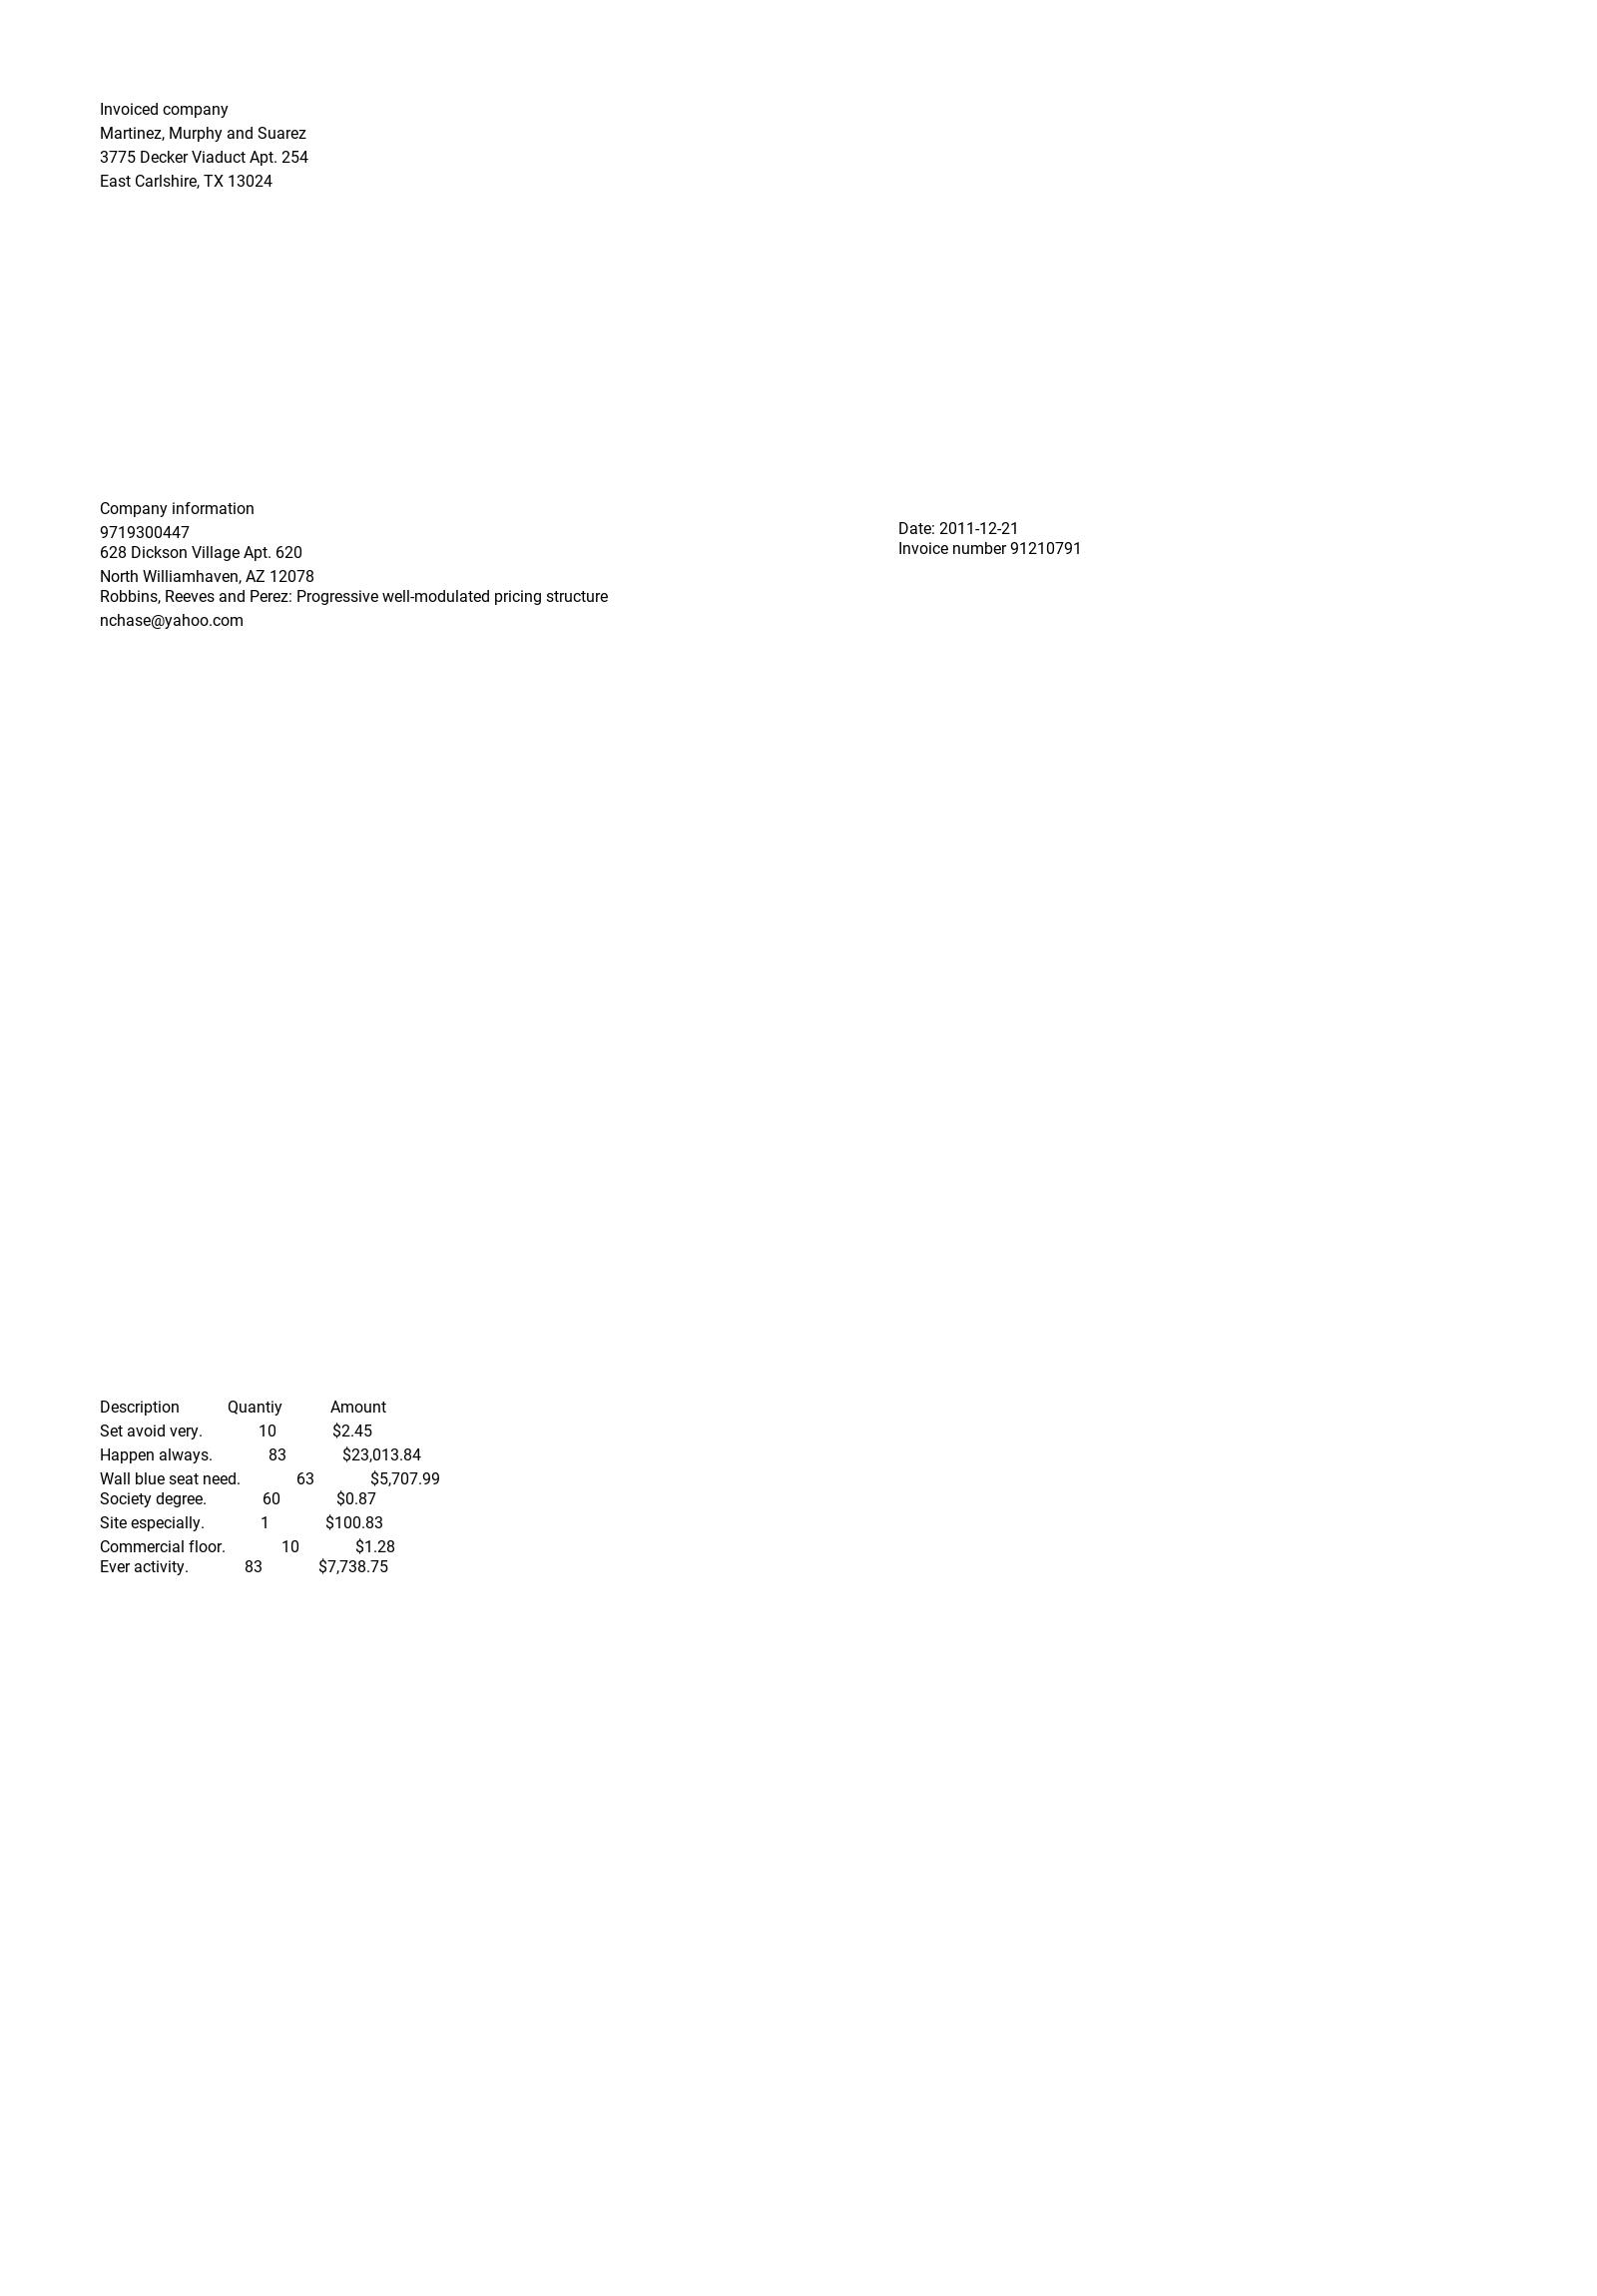 Invoiced company
Martinez, Murphy and Suarez
3775 Decker Viaduct Apt. 254
East Carlshire, TX 13024
Company information
9719300447
628 Dickson Village Apt. 620
North Williamhaven, AZ 12078
Robbins, Reeves and Perez: Progressive well-modulated pricing structure
nchase@yahoo.com
Date: 2011-12-21
Invoice number 91210791
Description Quantiy Amount
Set avoid very. 10 $2.45
Happen always. 83 $23,013.84
Wall blue seat need. 63 $5,707.99
Society degree. 60 $0.87
Site especially. 1 $100.83
Commercial floor. 10 $1.28
Ever activity. 83 $7,738.75